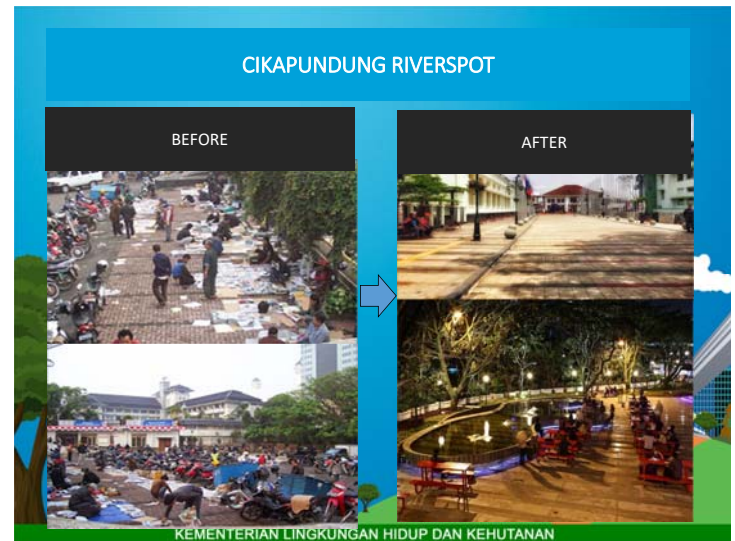 CIKAPUNDUNG RIVERSPOT
BEFORE
AFTER
KEMENTERIAN LINGKUNGAN HIDUP DAN KEHUTANAN